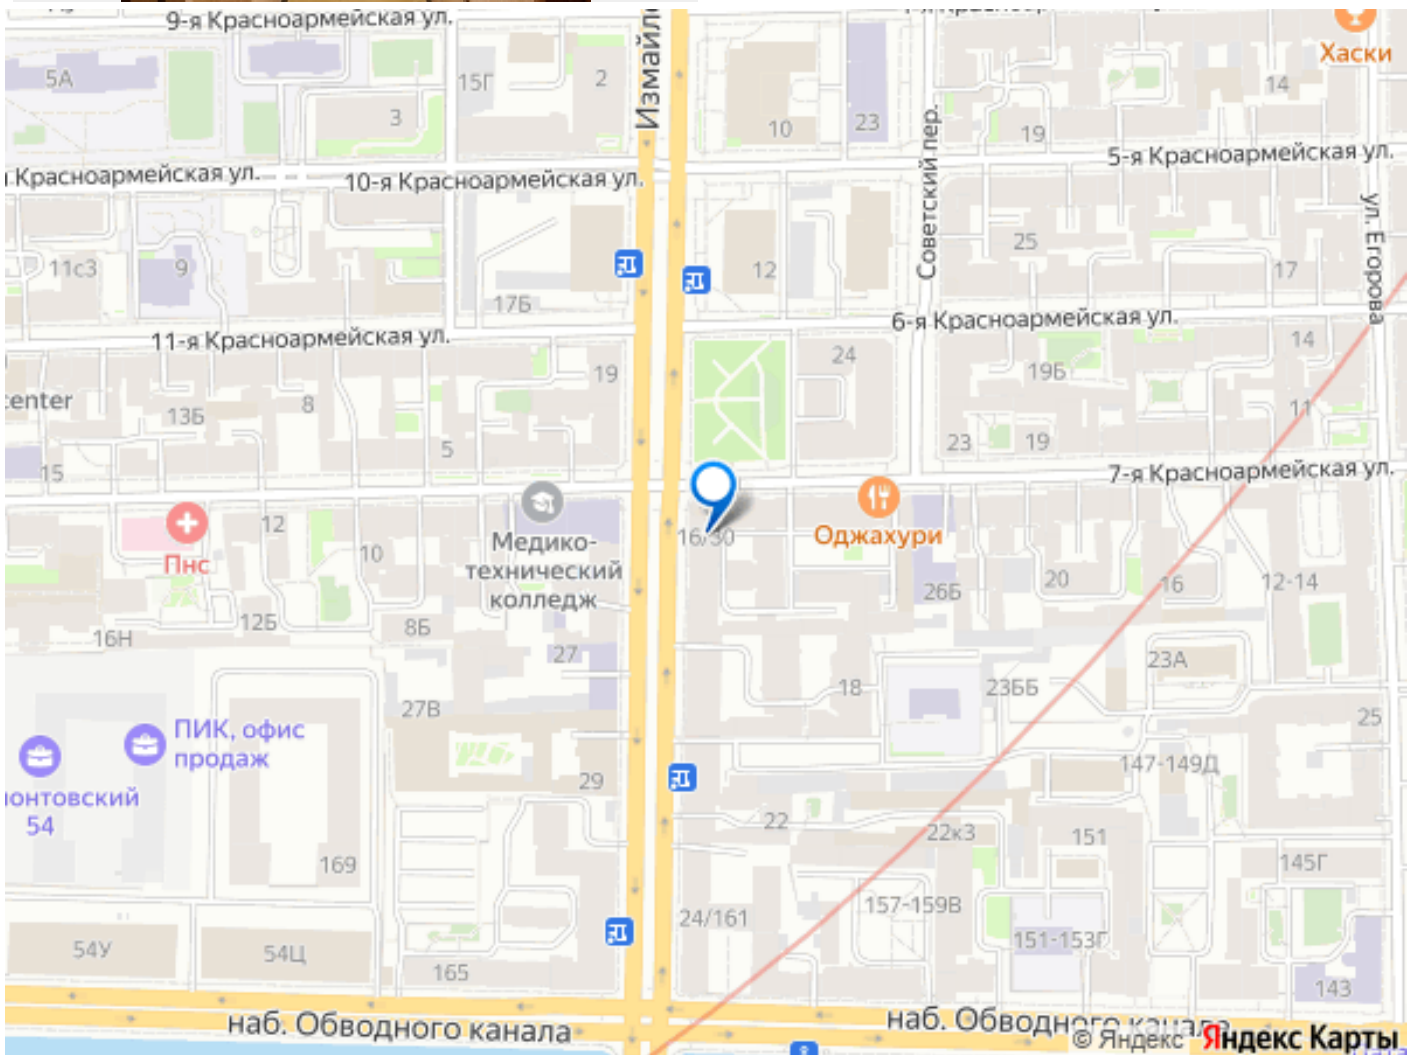 9-я Красноармейская ул.
Хаски
5А
15Г
2
14
3
10
23
19
5-я Красноармейская ул.
Красноармейская ул.
10-я Красноармейская ул.
Советский пер.
ул. Егорова
11с3
9
12
25
17
17Б
6-я Красноармейская ул.
11-я Красноармейская ул.
24
14
19
19Б
center
13Б
8
11
5
23
19
15
7-я Красноармейская ул.
12
16/30
Оджахури
Пнс
10
Медико-
технический
колледж
20
16
12-14
26Б
12Б
8Б
16Н
27
23А
18
23ББ
27В
25
ПИК, офис
продаж
147-149Д
29
54
22
22к3
151
169
145Г
157-159В
24/161
151-153Г
54У
54Ц
165
143
наб. Обводного канала
наб. Обводного канала
© Яндекс Яндекс Карты